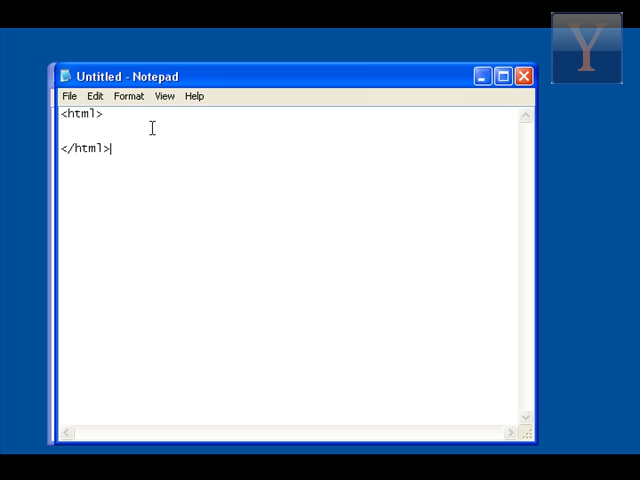 Y
Untitled - Notepad
File Edit Format View Help
<html>
</html>